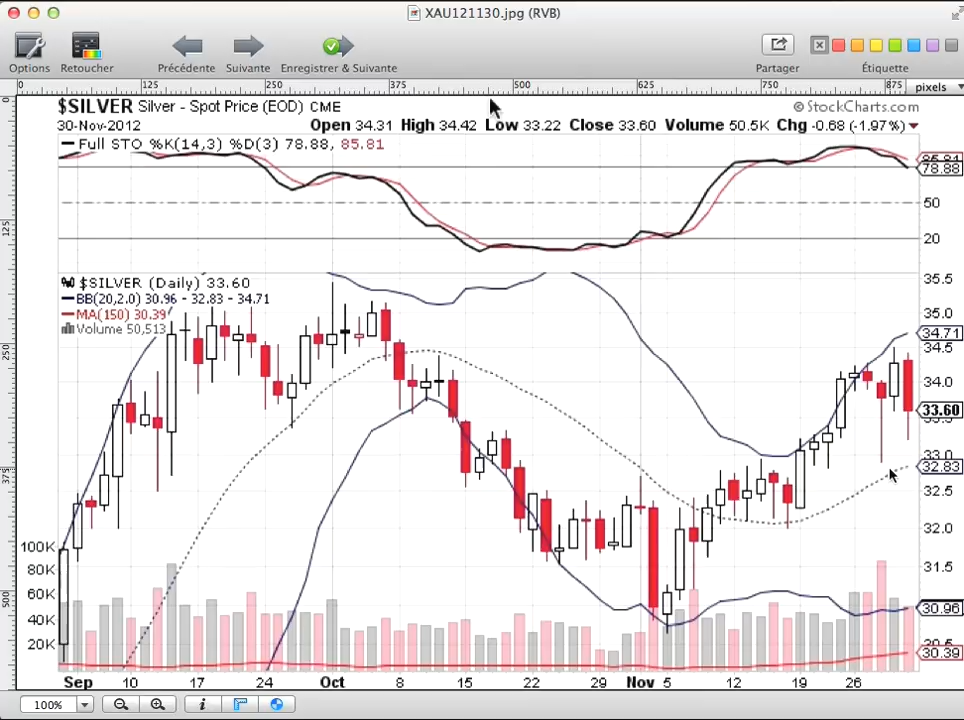 XAU121130.jpg (RVB)
Options Retoucher Précédente Suivante Enregistrer & Suivante Partager Étiquette
0 125 250 375 500 625 750 875 pixels
$SILVER Silver - Spot Price (EOD) CME © StockCharts.com
30-Nov-2012 Open 34.31 High 34.42 Low 33.22 Close 33.60 Volume 50.5K Chg -0.68 (-1.97%)
Full STO %K(14,3) %D(3) 78.88, 85.81
78.88
50
20
$SILVER (Daily) 33.60
BB(20,2.0) 30.96 - 32.83 - 34.71
MA(150) 30.39
Volume 50,513
35.5
35.0
34.71
34.5
34.0
33.60
33.0
32.83
32.5
32.0
31.5
30.96
30.39
100K
80K
60K
40K
20K
0
125
250
375
500
Sep 10 17 24 Oct 8 15 22 29 Nov 5 12 19 26
100%